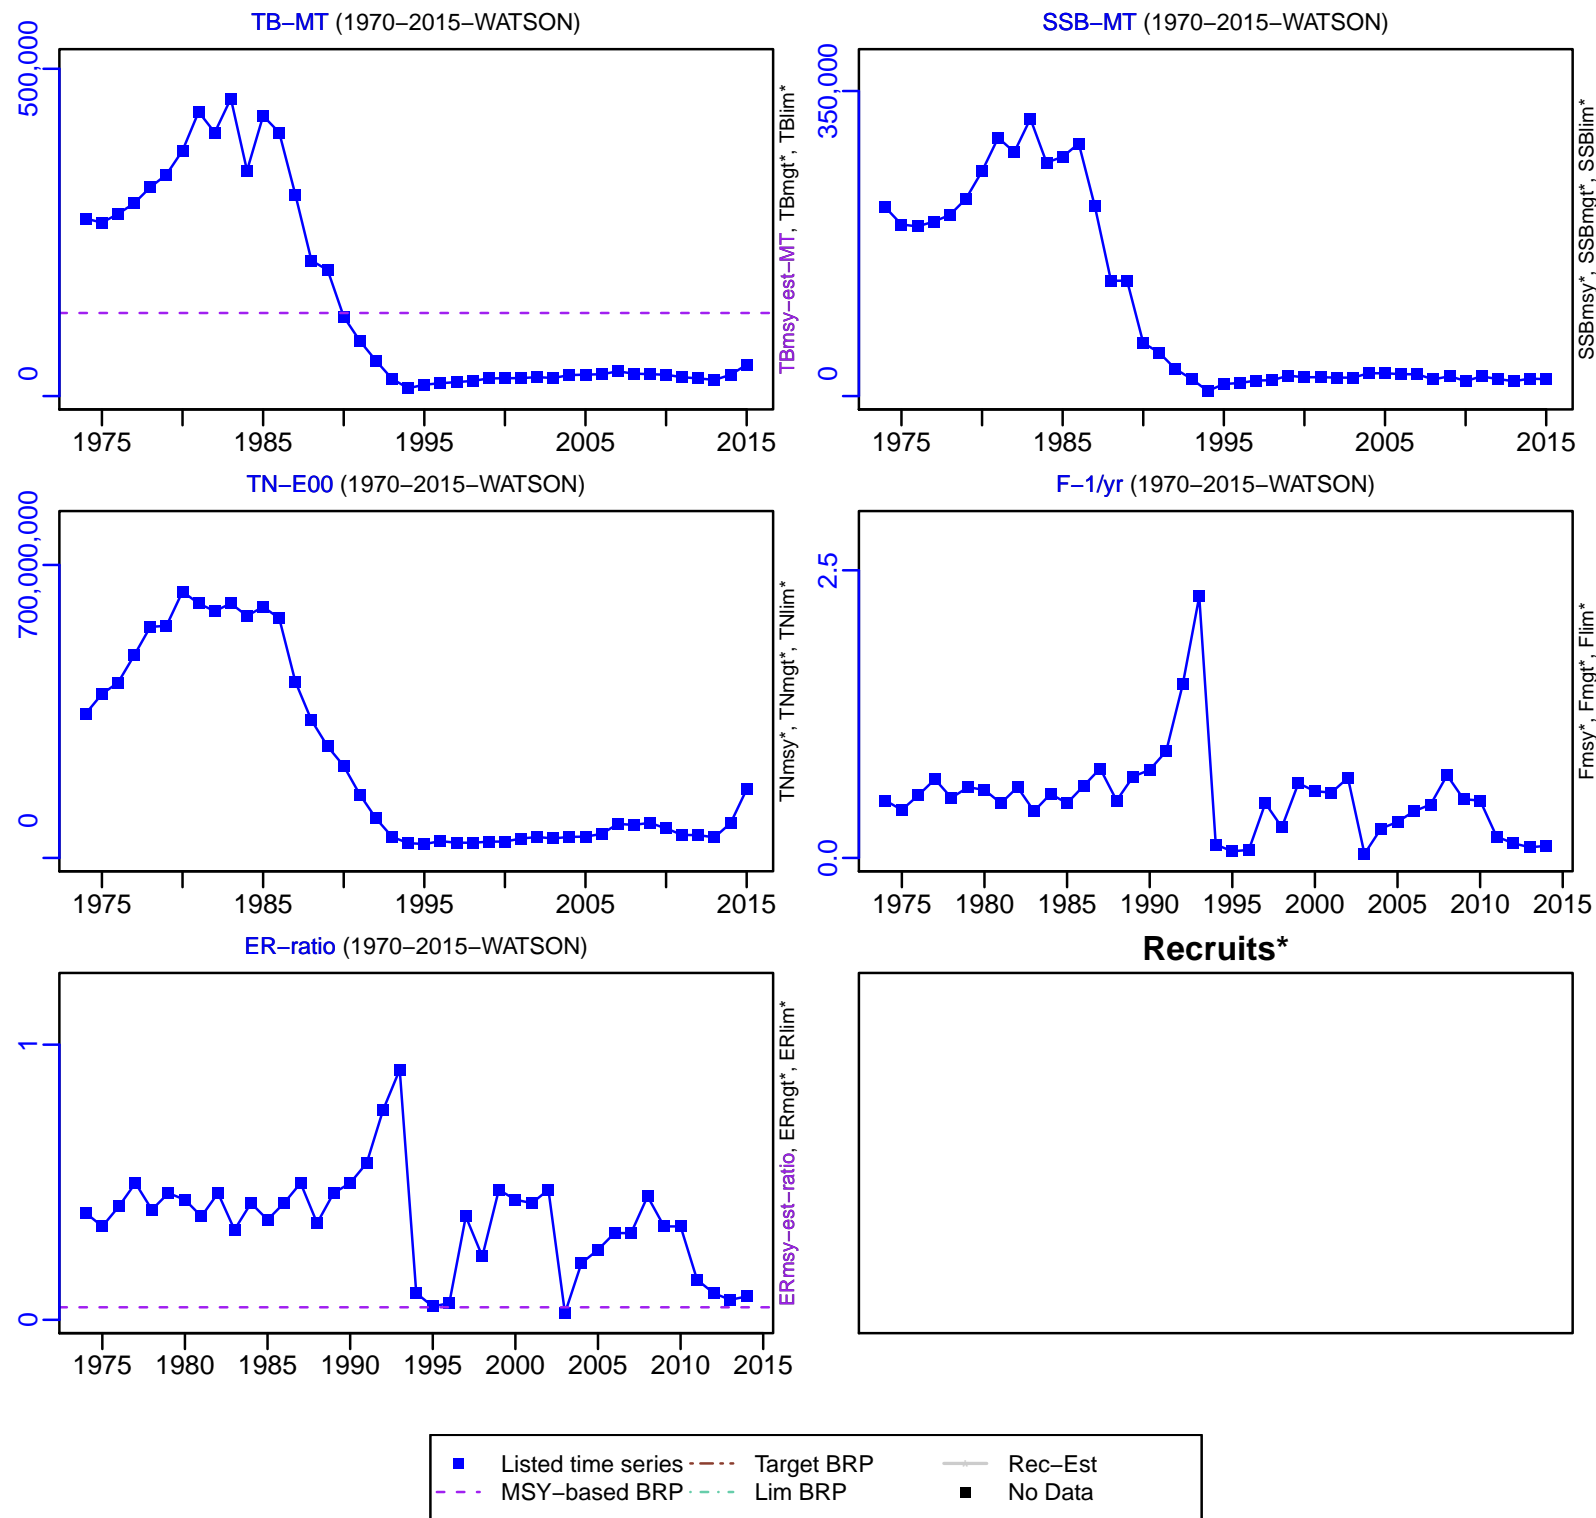 TB−MT (1970−2015−WATSON)
500,000
0
1975 1985 1995 2005 2015
TBmsy−est−MT, TBmgt*, TBlim*
SSB−MT (1970−2015−WATSON)
350,000
0
1975 1985 1995 2005 2015
SSBmsy*, SSBmgt*, SSBlim*
TN−E00 (1970−2015−WATSON)
700,000,000
0
1975 1985 1995 2005 2015
TNmsy*, TNmgt*, TNlim*
F−1/yr (1970−2015−WATSON)
2.5
0.0
1975 1980 1985 1990 1995 2000 2005 2010 2015
Fmsy*, Fmgt*, Flim*
ER−ratio (1970−2015−WATSON)
1
0
1975 1980 1985 1990 1995 2000 2005 2010 2015
ERmsy−est−ratio, ERmgt*, ERlim*
Recruits*
Listed time series Target BRP Rec−Est
MSY−based BRP Lim BRP No Data